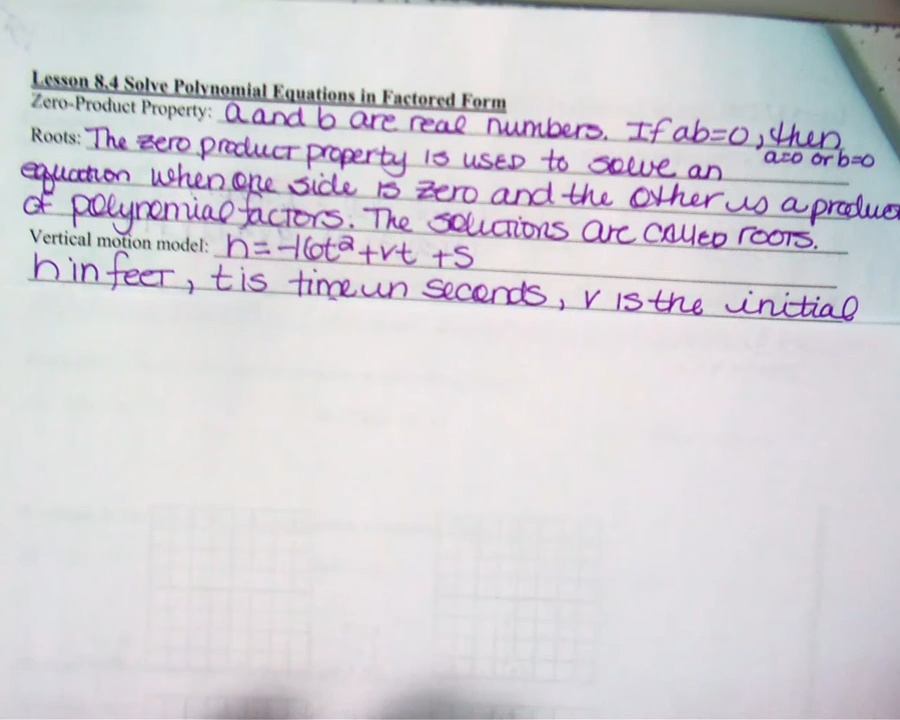 Lesson 8.4 Solve Polynomial Equations in Factored Form
Zero-Product Property: a and b are real numbers. If ab=0, then
a=0 or b=0
Roots: The zero product property is used to solve an
equation when one side is zero and the other is a product
of polynomial factors. The solutions are called roots.
Vertical motion model: h=-16t²+vt +s
h in feet, t is time in seconds, v is the initial